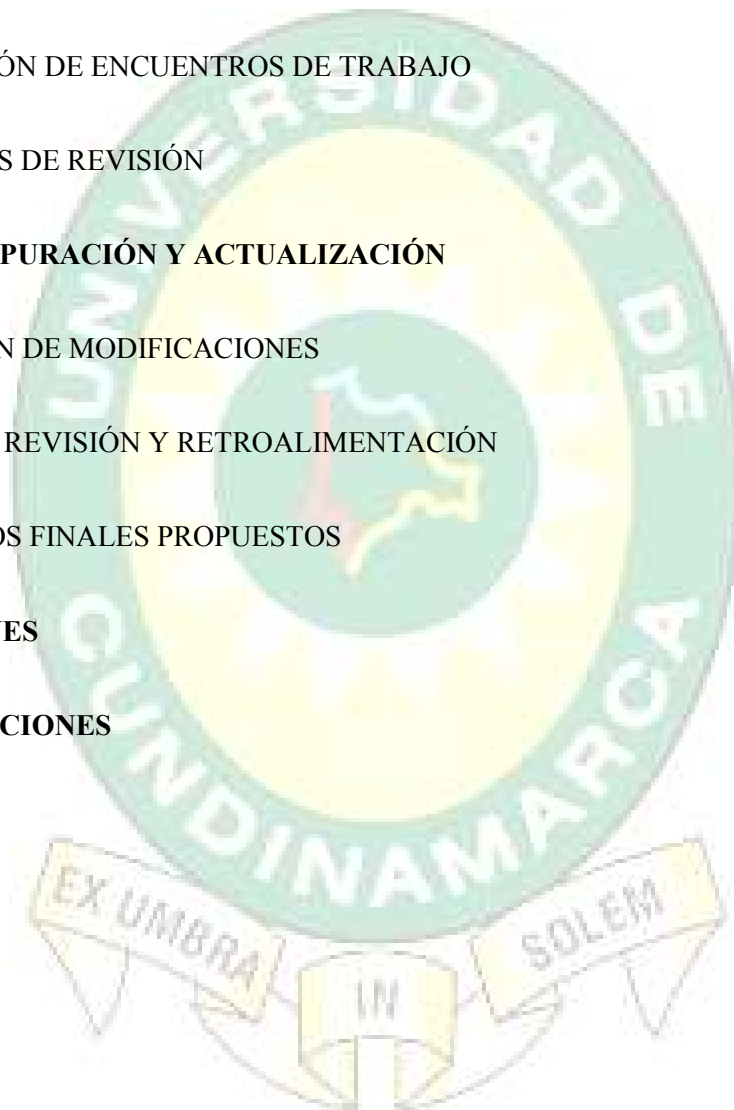 ÓN DE ENCUENTROS DE TRABAJO
S DE REVISIÓN
PURACIÓN Y ACTUALIZACIÓN
N DE MODIFICACIONES
REVISIÓN Y RETROALIMENTACIÓN
OS FINALES PROPUESTOS
NES
CIONES
UNIVERSIDAD DE
CUNDINAMARCA
EX UMBRA
IN
SOLEM